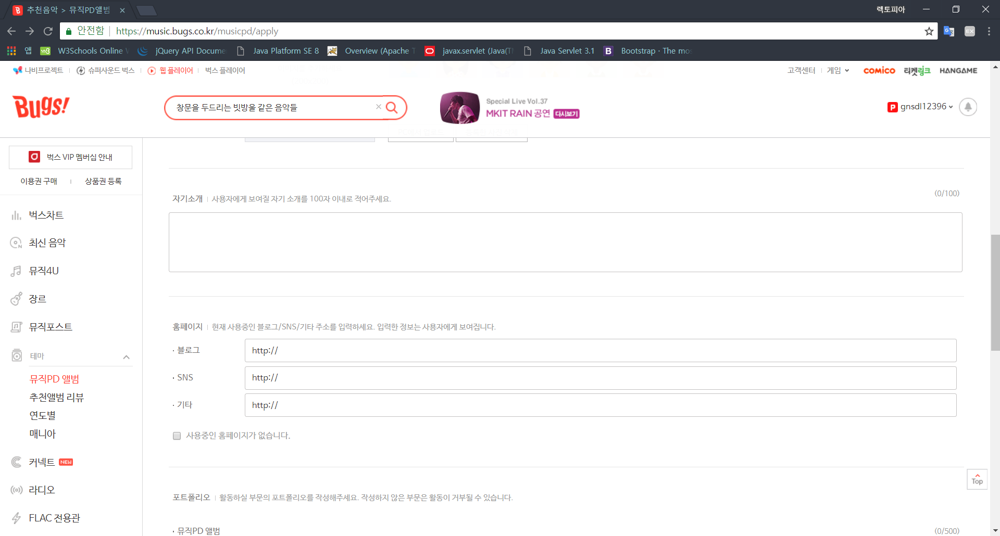 추천음악 > 뮤직PD앨범
렉토피아
안전함 https://music.bugs.co.kr/musicpd/apply
앱 W3Schools Online jQuery API Docume Java Platform SE 8 Overview (Apache javax.servlet (Java( Java Servlet 3.1 Bootstrap · The mo
나비프로젝트 슈퍼사운드 벅스 웹 플레이어 벅스 플레이어
고객센터 게임 COMICO 티켓링크 HANGAME
Bugs!
창문을 두드리는 빗방울 같은 음악들
Special Live Vol.37
MKIT RAIN 공연 다시보기
gnsdl12396
벅스 VIP 멤버십 안내
이용권 구매 상품권 등록
벅스차트
최신 음악
뮤직4U
장르
뮤직포스트
테마
뮤직PD 앨범
추천앨범 리뷰
연도별
매니아
커넥트 NEW
라디오
FLAC 전용관
자기소개 사용자에게 보여질 자기 소개를 100자 이내로 적어주세요. (0/100)
홈페이지 현재 사용중인 블로그/SNS/기타 주소를 입력하세요. 입력한 정보는 사용자에게 보여집니다.
· 블로그 http://
· SNS http://
· 기타 http://
사용중인 홈페이지가 없습니다.
포트폴리오 활동하실 부문의 포트폴리오를 작성해주세요. 작성하지 않은 부문은 활동이 거부될 수 있습니다.
· 뮤직PD 앨범 (0/500)
Top